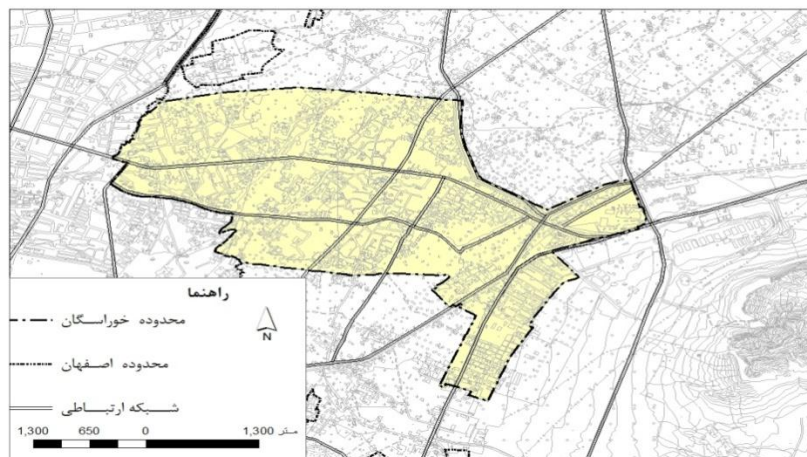 راهنما
محدوده خوراسگان
N
محدوده اصفهان
شبکه ارتباطی
1,300 650 0 1,300 متر